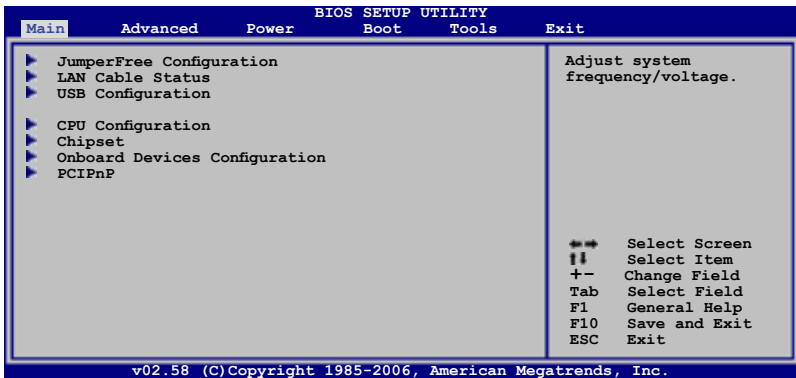 BIOS SETUP UTILITY
Main Advanced Power Boot Tools Exit
JumperFree Configuration
LAN Cable Status
USB Configuration
CPU Configuration
Chipset
Onboard Devices Configuration
PCIPnP
Adjust system
frequency/voltage.
Select Screen
Select Item
+- Change Field
Tab Select Field
F1 General Help
F10 Save and Exit
ESC Exit
v02.58 (C)Copyright 1985-2006, American Megatrends, Inc.